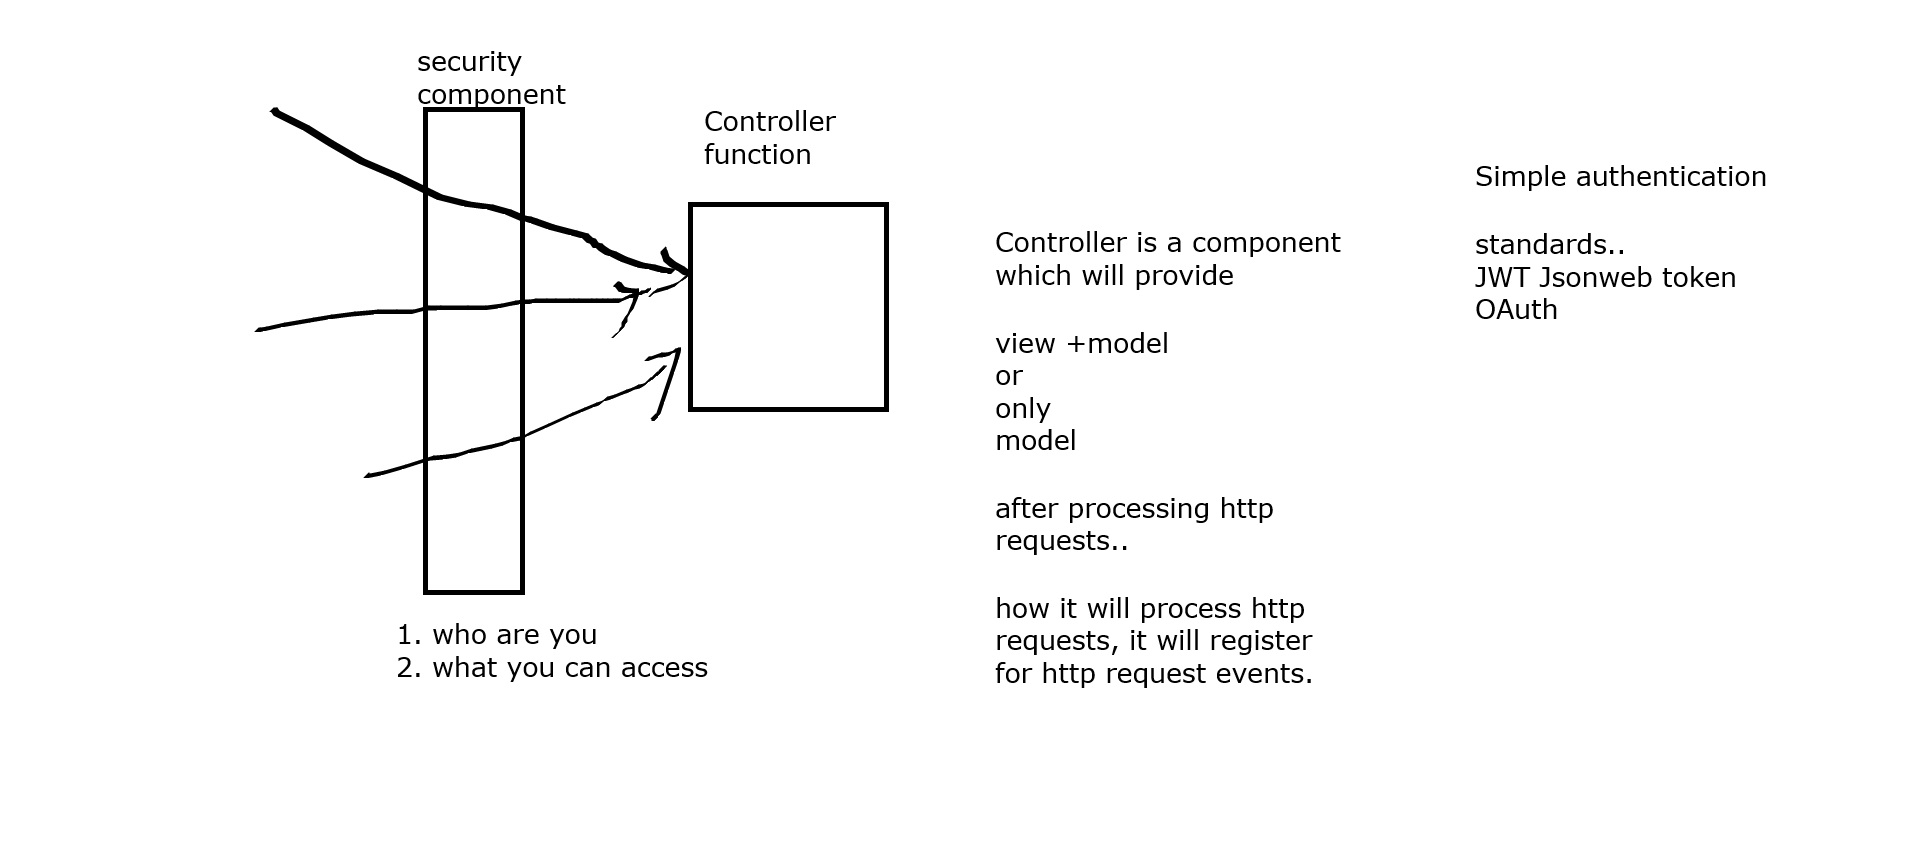 security
component
Controller
function
1. who are you
2. what you can access
Controller is a component
which will provide
view +model
or
only
model
after processing http
requests..
how it will process http
requests, it will register
for http request events.
Simple authentication
standards..
JWT Jsonweb token
OAuth